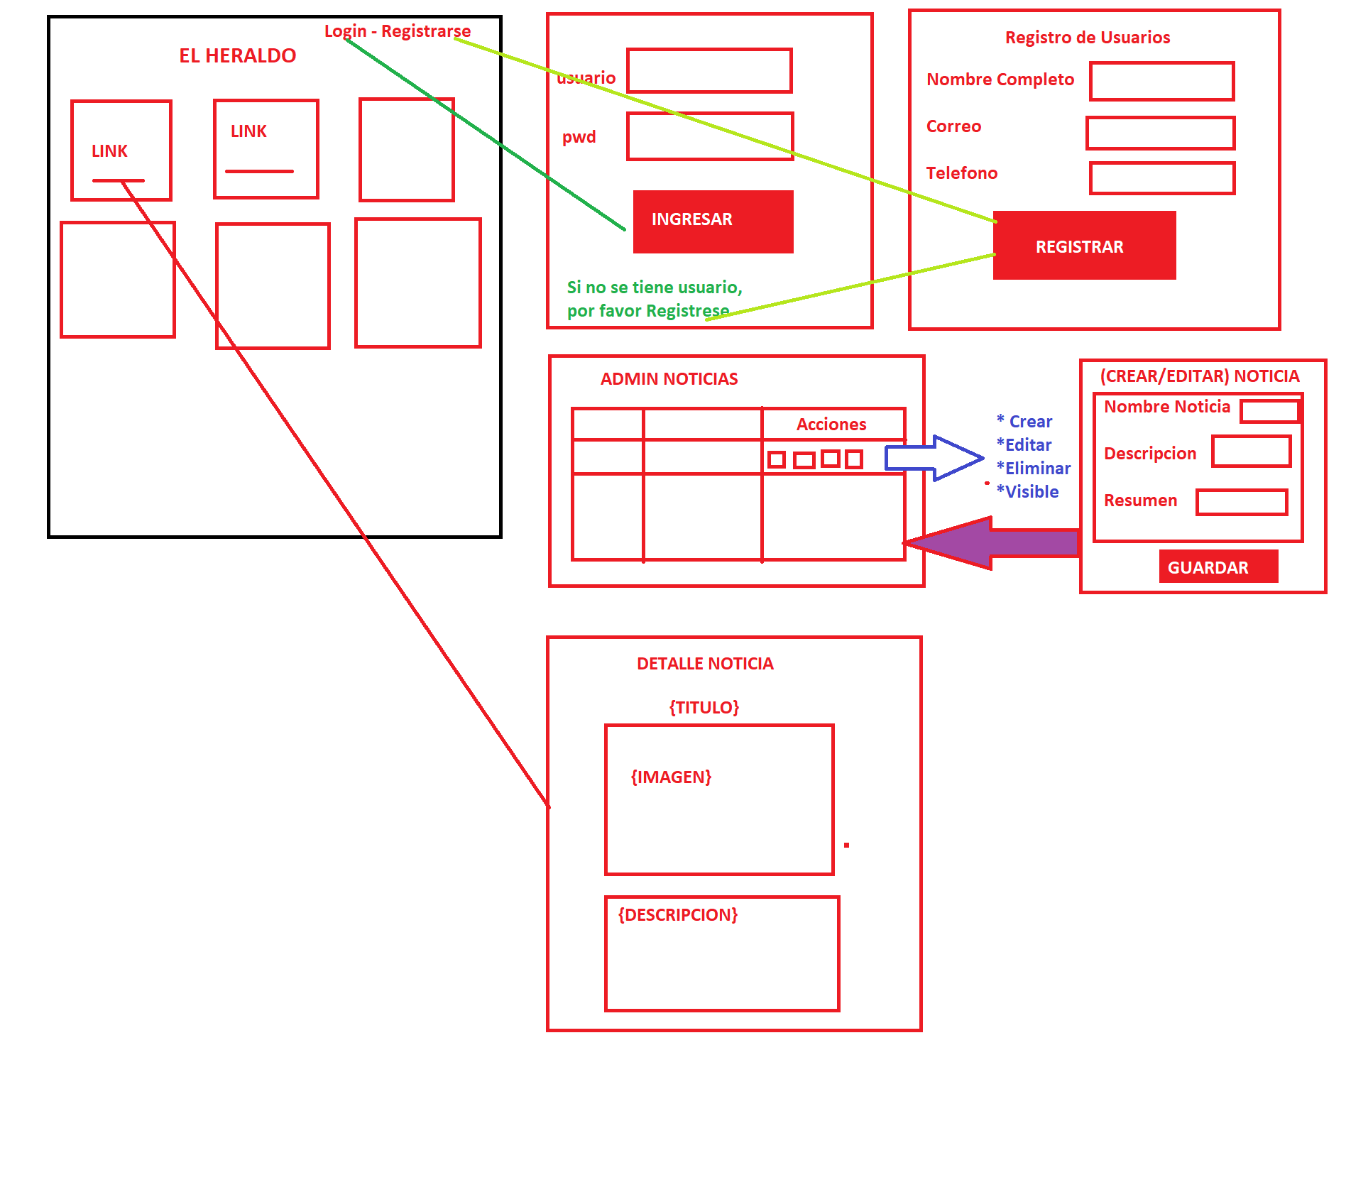 Login - Registrarse
EL HERALDO
LINK
LINK
usuario
pwd
INGRESAR
Si no se tiene usuario,
por favor Registrese
Registro de Usuarios
Nombre Completo
Correo
Telefono
REGISTRAR
ADMIN NOTICIAS
Acciones
* Crear
*Editar
*Eliminar
*Visible
(CREAR/EDITAR) NOTICIA
Nombre Noticia
Descripcion
Resumen
GUARDAR
DETALLE NOTICIA
{TITULO}
{IMAGEN}
{DESCRIPCION}